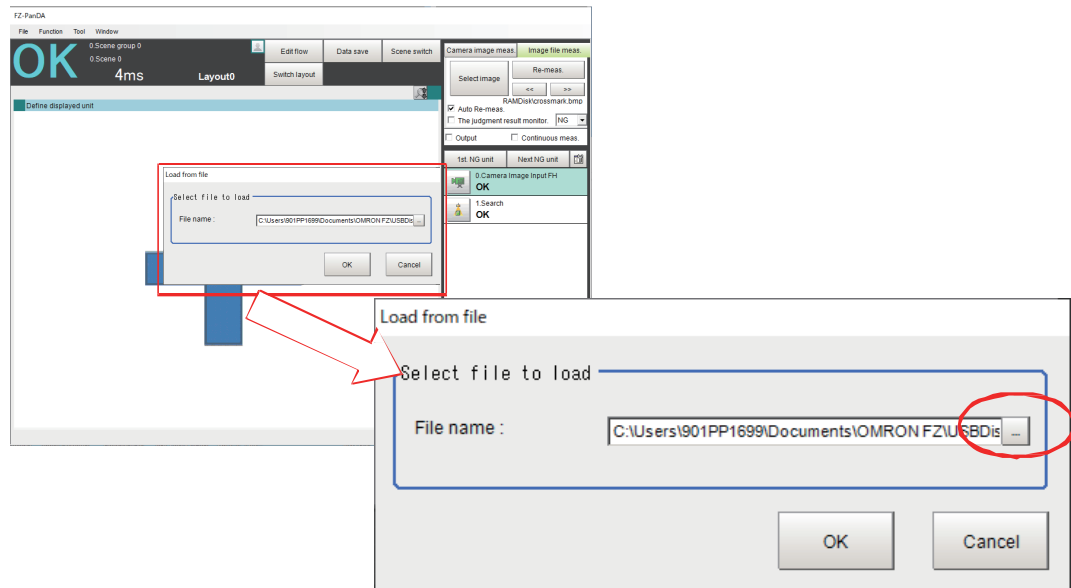 FZ-PanDA
File Function Tool Window
OK
0.Scene group 0
0.Scene 0
4ms
Layout0
Edit flow
Data save
Scene switch
Switch layout
Define displayed unit
Camera image meas.
Image file meas.
Select image
Re-meas.
<< >>
RAMDisk\crossmark.bmp
Auto Re-meas.
The judgment result monitor. NG
Output Continuous meas.
1st. NG unit Next NG unit
0.Camera Image Input FH
OK
1.Search
OK
Load from file
Select file to load
File name : C:\Users\901PP1699\Documents\OMRON FZ\USBDis ...
OK Cancel
Load from file
Select file to load
File name : C:\Users\901PP1699\Documents\OMRON FZ\USBDis ...
OK Cancel